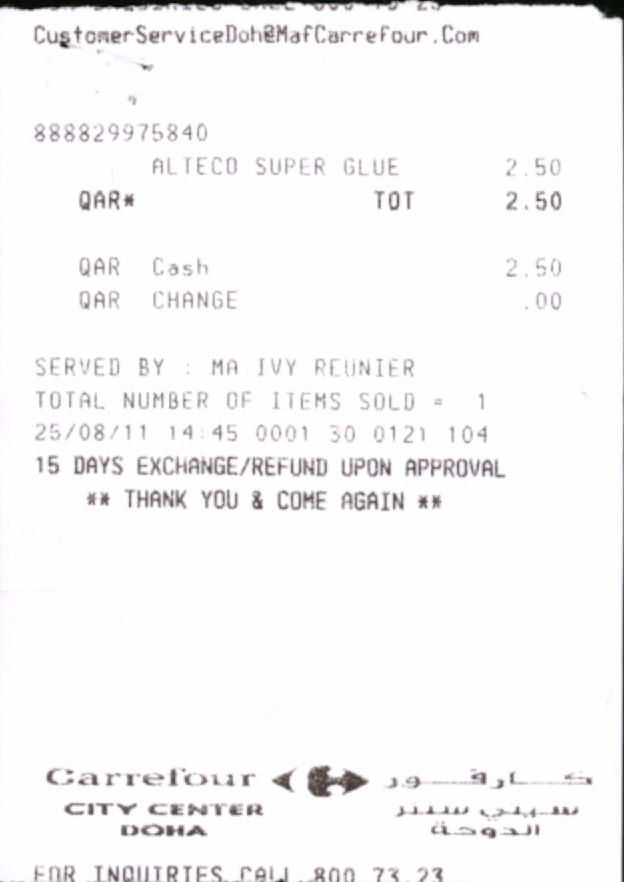 CustomerServiceDoh@MafCarrefour.Com
888829975840
ALTECO SUPER GLUE 2.50
QAR* TOT 2.50
QAR Cash 2.50
QAR CHANGE .00
SERVED BY : MA IVY REUNIER
TOTAL NUMBER OF ITEMS SOLD = 1
25/08/11 14:45 0001 30 0121 104
15 DAYS EXCHANGE/REFUND UPON APPROVAL
** THANK YOU & COME AGAIN **
Carrefour كارفور
CITY CENTER سيتي سنتر
DOHA الدوحة
FOR INQUIRIES CALL 800 73 23